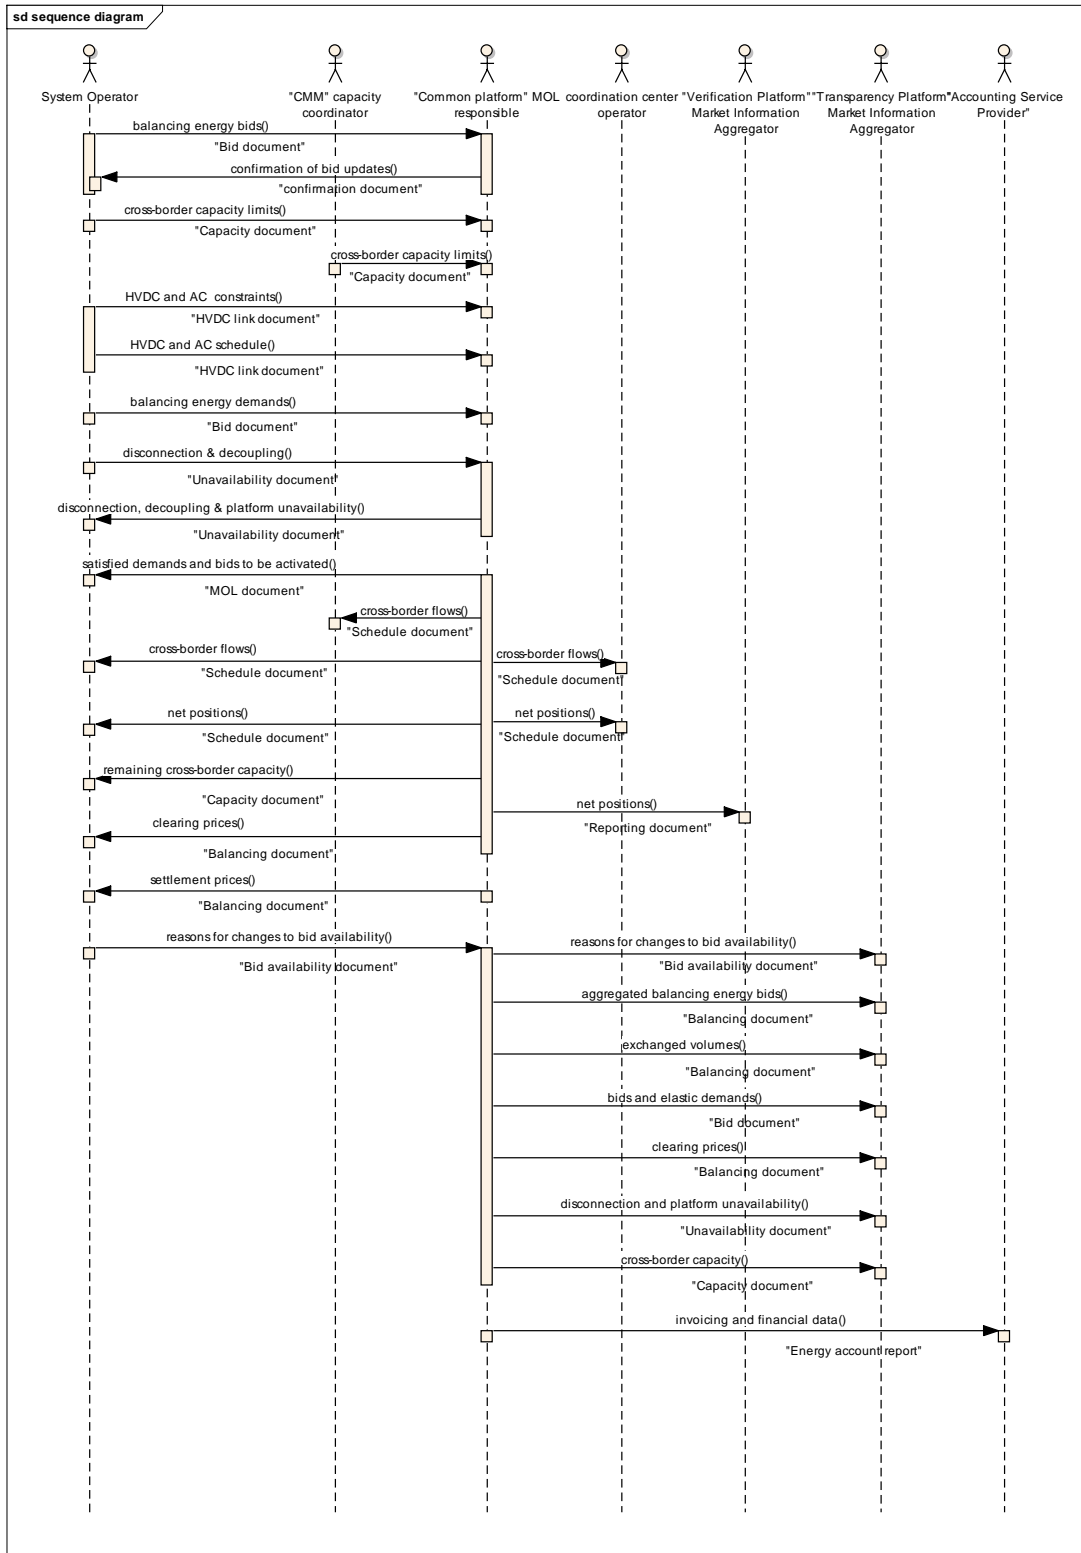 sd sequence diagram
System Operator
"CMM" capacity
coordinator
"Common platform"
responsible
MOL coordination center
operator
"Verification Platform"
Market Information
Aggregator
"Transparency Platform"
Market Information
Aggregator
"Accounting Service
Provider"
balancing energy bids()
"Bid document"
confirmation of bid updates()
"confirmation document"
cross-border capacity limits()
"Capacity document"
cross-border capacity limits()
"Capacity document"
HVDC and AC  constraints()
"HVDC link document"
HVDC and AC schedule()
"HVDC link document"
balancing energy demands()
"Bid document"
disconnection & decoupling()
"Unavailability document"
disconnection, decoupling & platform unavailability()
"Unavailability document"
satisfied demands and bids to be activated()
"MOL document"
cross-border flows()
"Schedule document"
cross-border flows()
"Schedule document"
cross-border flows()
"Schedule document"
net positions()
"Schedule document"
net positions()
"Schedule document"
remaining cross-border capacity()
"Capacity document"
net positions()
"Reporting document"
clearing prices()
"Balancing document"
settlement prices()
"Balancing document"
reasons for changes to bid availability()
"Bid availability document"
reasons for changes to bid availability()
"Bid availability document"
aggregated balancing energy bids()
"Balancing document"
exchanged volumes()
"Balancing document"
bids and elastic demands()
"Bid document"
clearing prices()
"Balancing document"
disconnection and platform unavailability()
"Unavailability document"
cross-border capacity()
"Capacity document"
invoicing and financial data()
"Energy account report"